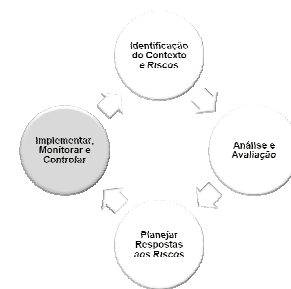 Identificação
do Contexto
e Riscos
Análise e
Avaliação
Planejar
Respostas
aos Riscos
Implementar,
Monitorar e
Controlar